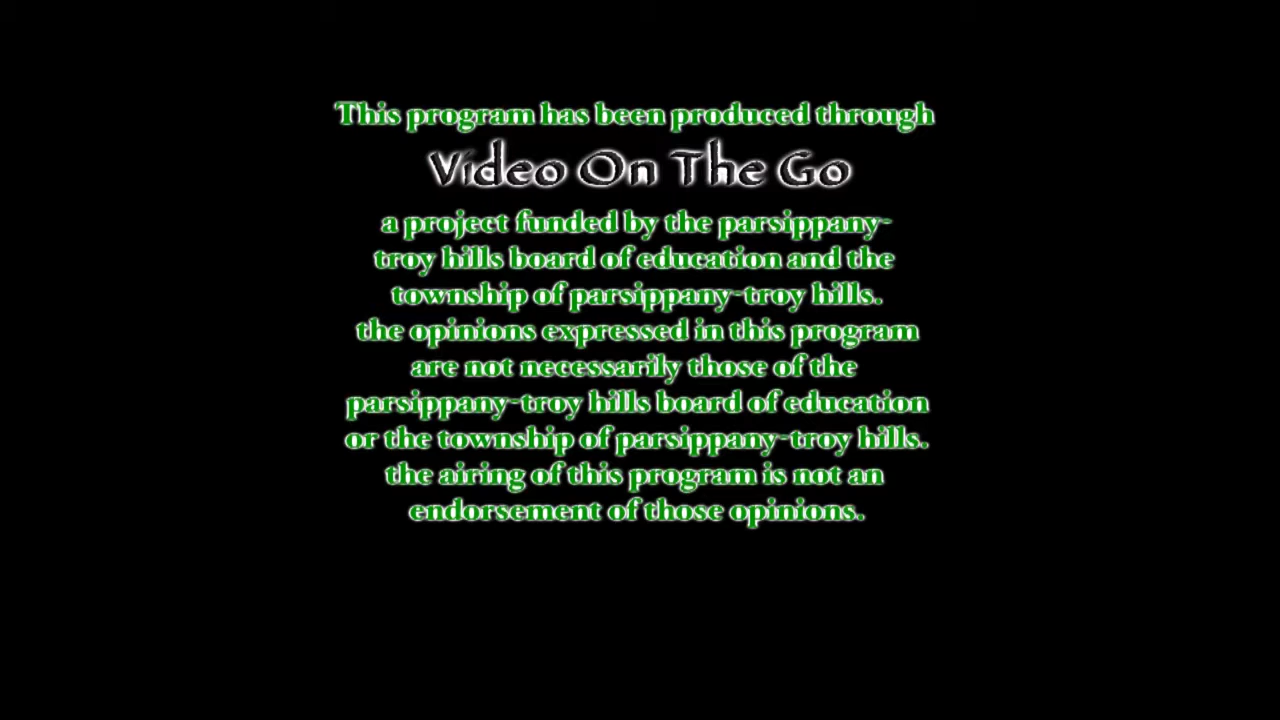 This program has been produced through
Video On The Go
a project funded by the parsippany-
troy hills board of education and the
township of parsippany-troy hills.
the opinions expressed in this program
are not necessarily those of the
parsippany-troy hills board of education
or the township of parsippany-troy hills.
the airing of this program is not an
endorsement of those opinions.